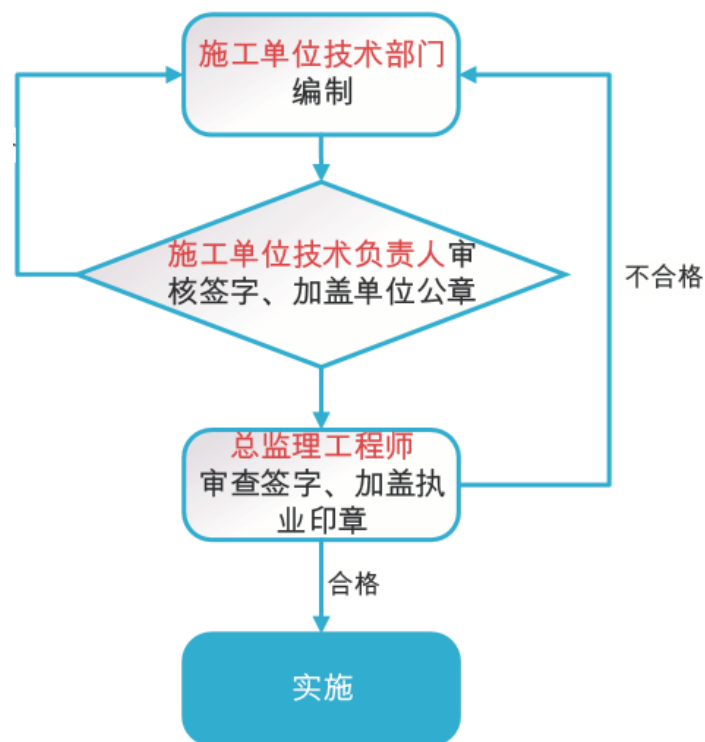 施工单位技术部门
编制
施工单位技术负责人审
核签字、加盖单位公章
不合格
总监理工程师
审查签字、加盖执
业印章
合格
实施